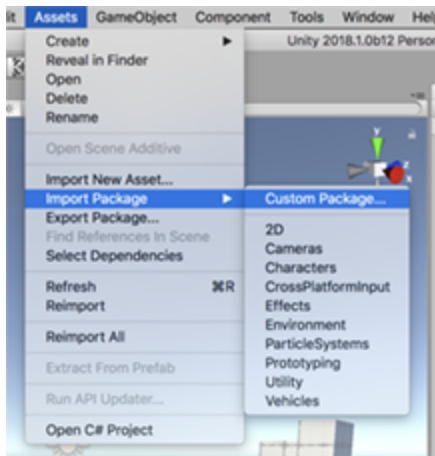 it Assets GameObject Component Tools Window Hel
Unity 2018.1.0b12 Person
Create
Reveal in Finder
Open
Delete
Rename
Open Scene Additive
Import New Asset...
Import Package
Custom Package...
Export Package...
Find References In Scene
Select Dependencies
Refresh ⌘R
Reimport
Reimport All
Extract From Prefab
Run API Updater...
Open C# Project
2D
Cameras
Characters
CrossPlatformInput
Effects
Environment
ParticleSystems
Prototyping
Utility
Vehicles
y
x